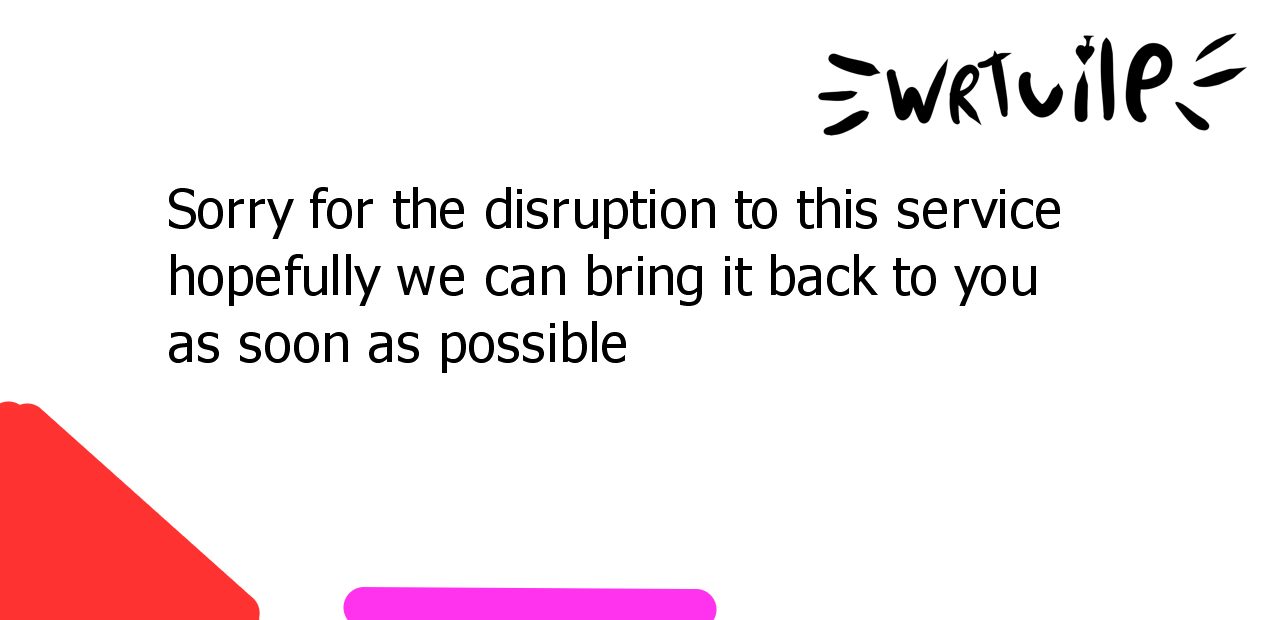 WRTUilP
Sorry for the disruption to this service
hopefully we can bring it back to you
as soon as possible